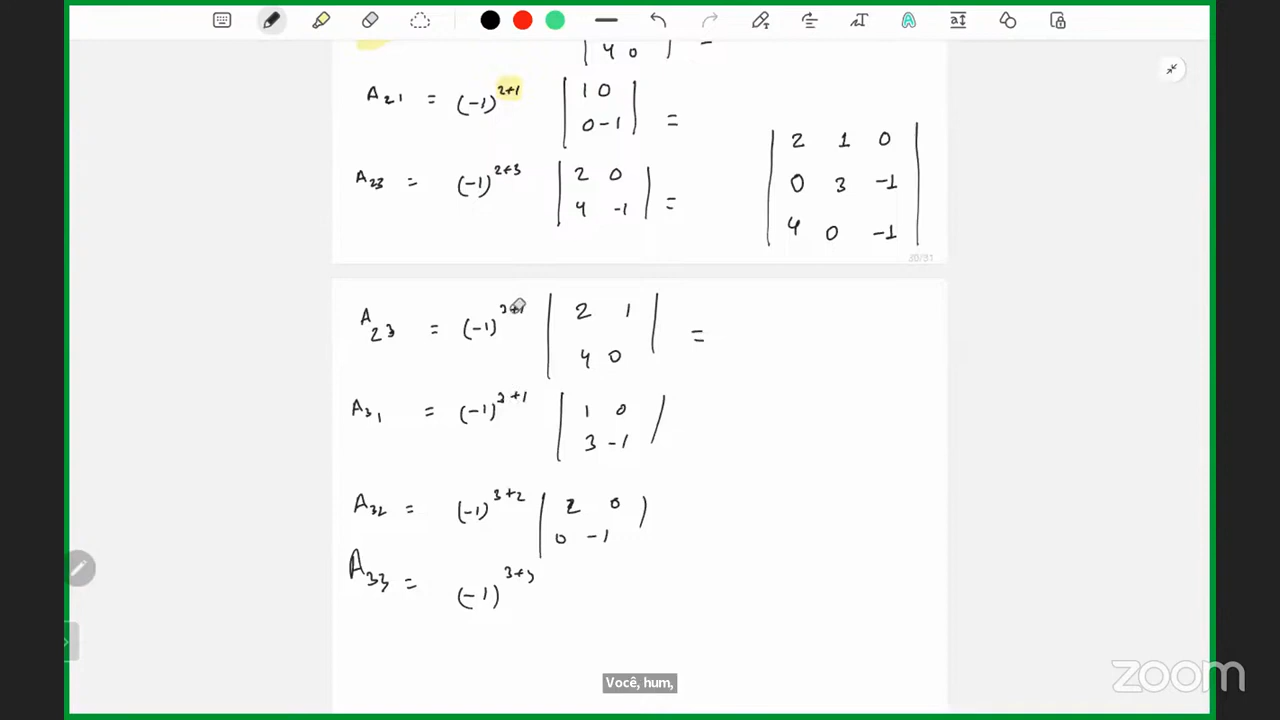 | 4 0 | =
A21 = (-1)^2+1 | 1 0 |
| 0 -1 | =
A23 = (-1)^2+3 | 2 0 |
| 4 -1 | =
| 2 1 0 |
| 0 3 -1 |
| 4 0 -1 |
30/31
A23 = (-1)^3+1 | 2 1 |
| 4 0 | =
A31 = (-1)^2+1 | 1 0 |
| 3 -1 |
A32 = (-1)^3+2 | 2 0 |
| 0 -1 |
A33 = (-1)^3+3
Você, hum,
zoom